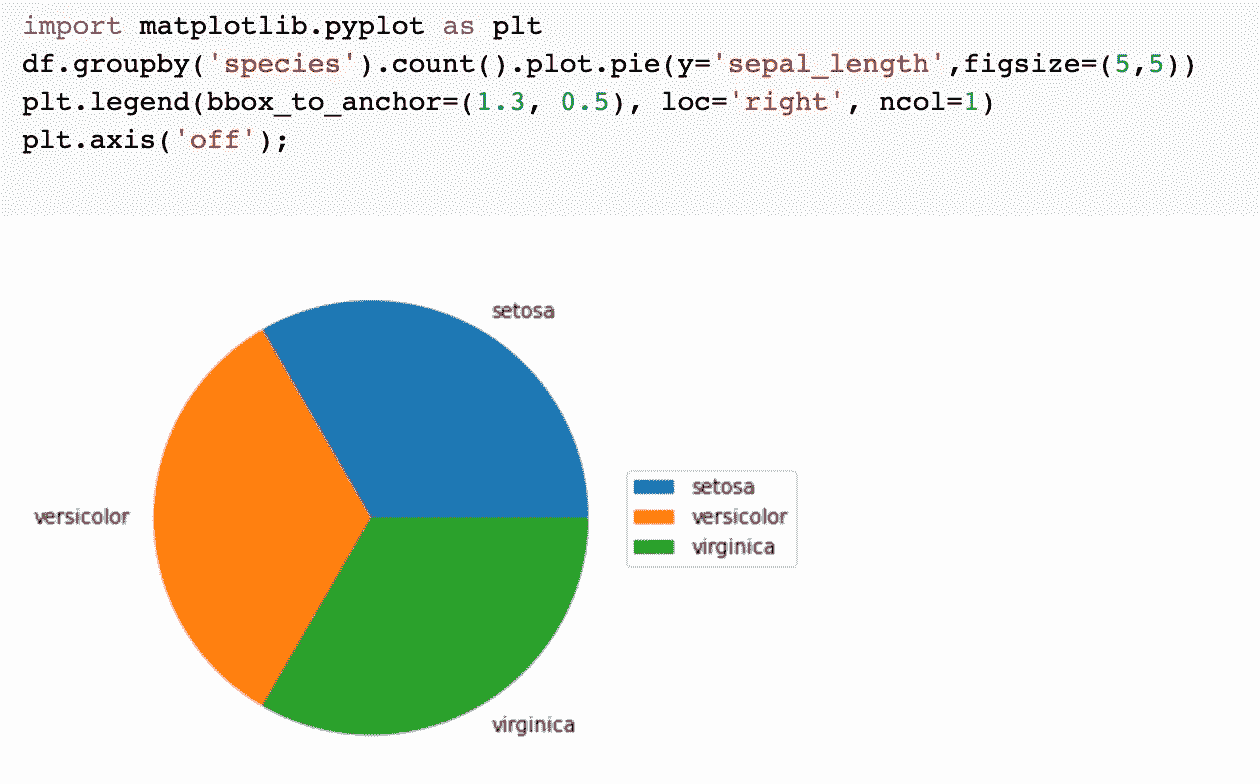 import matplotlib.pyplot as plt
df.groupby('species').count().plot.pie(y='sepal_length',figsize=(5,5))
plt.legend(bbox_to_anchor=(1.3, 0.5), loc='right', ncol=1)
plt.axis('off');
setosa
versicolor
setosa
versicolor
virginica
virginica